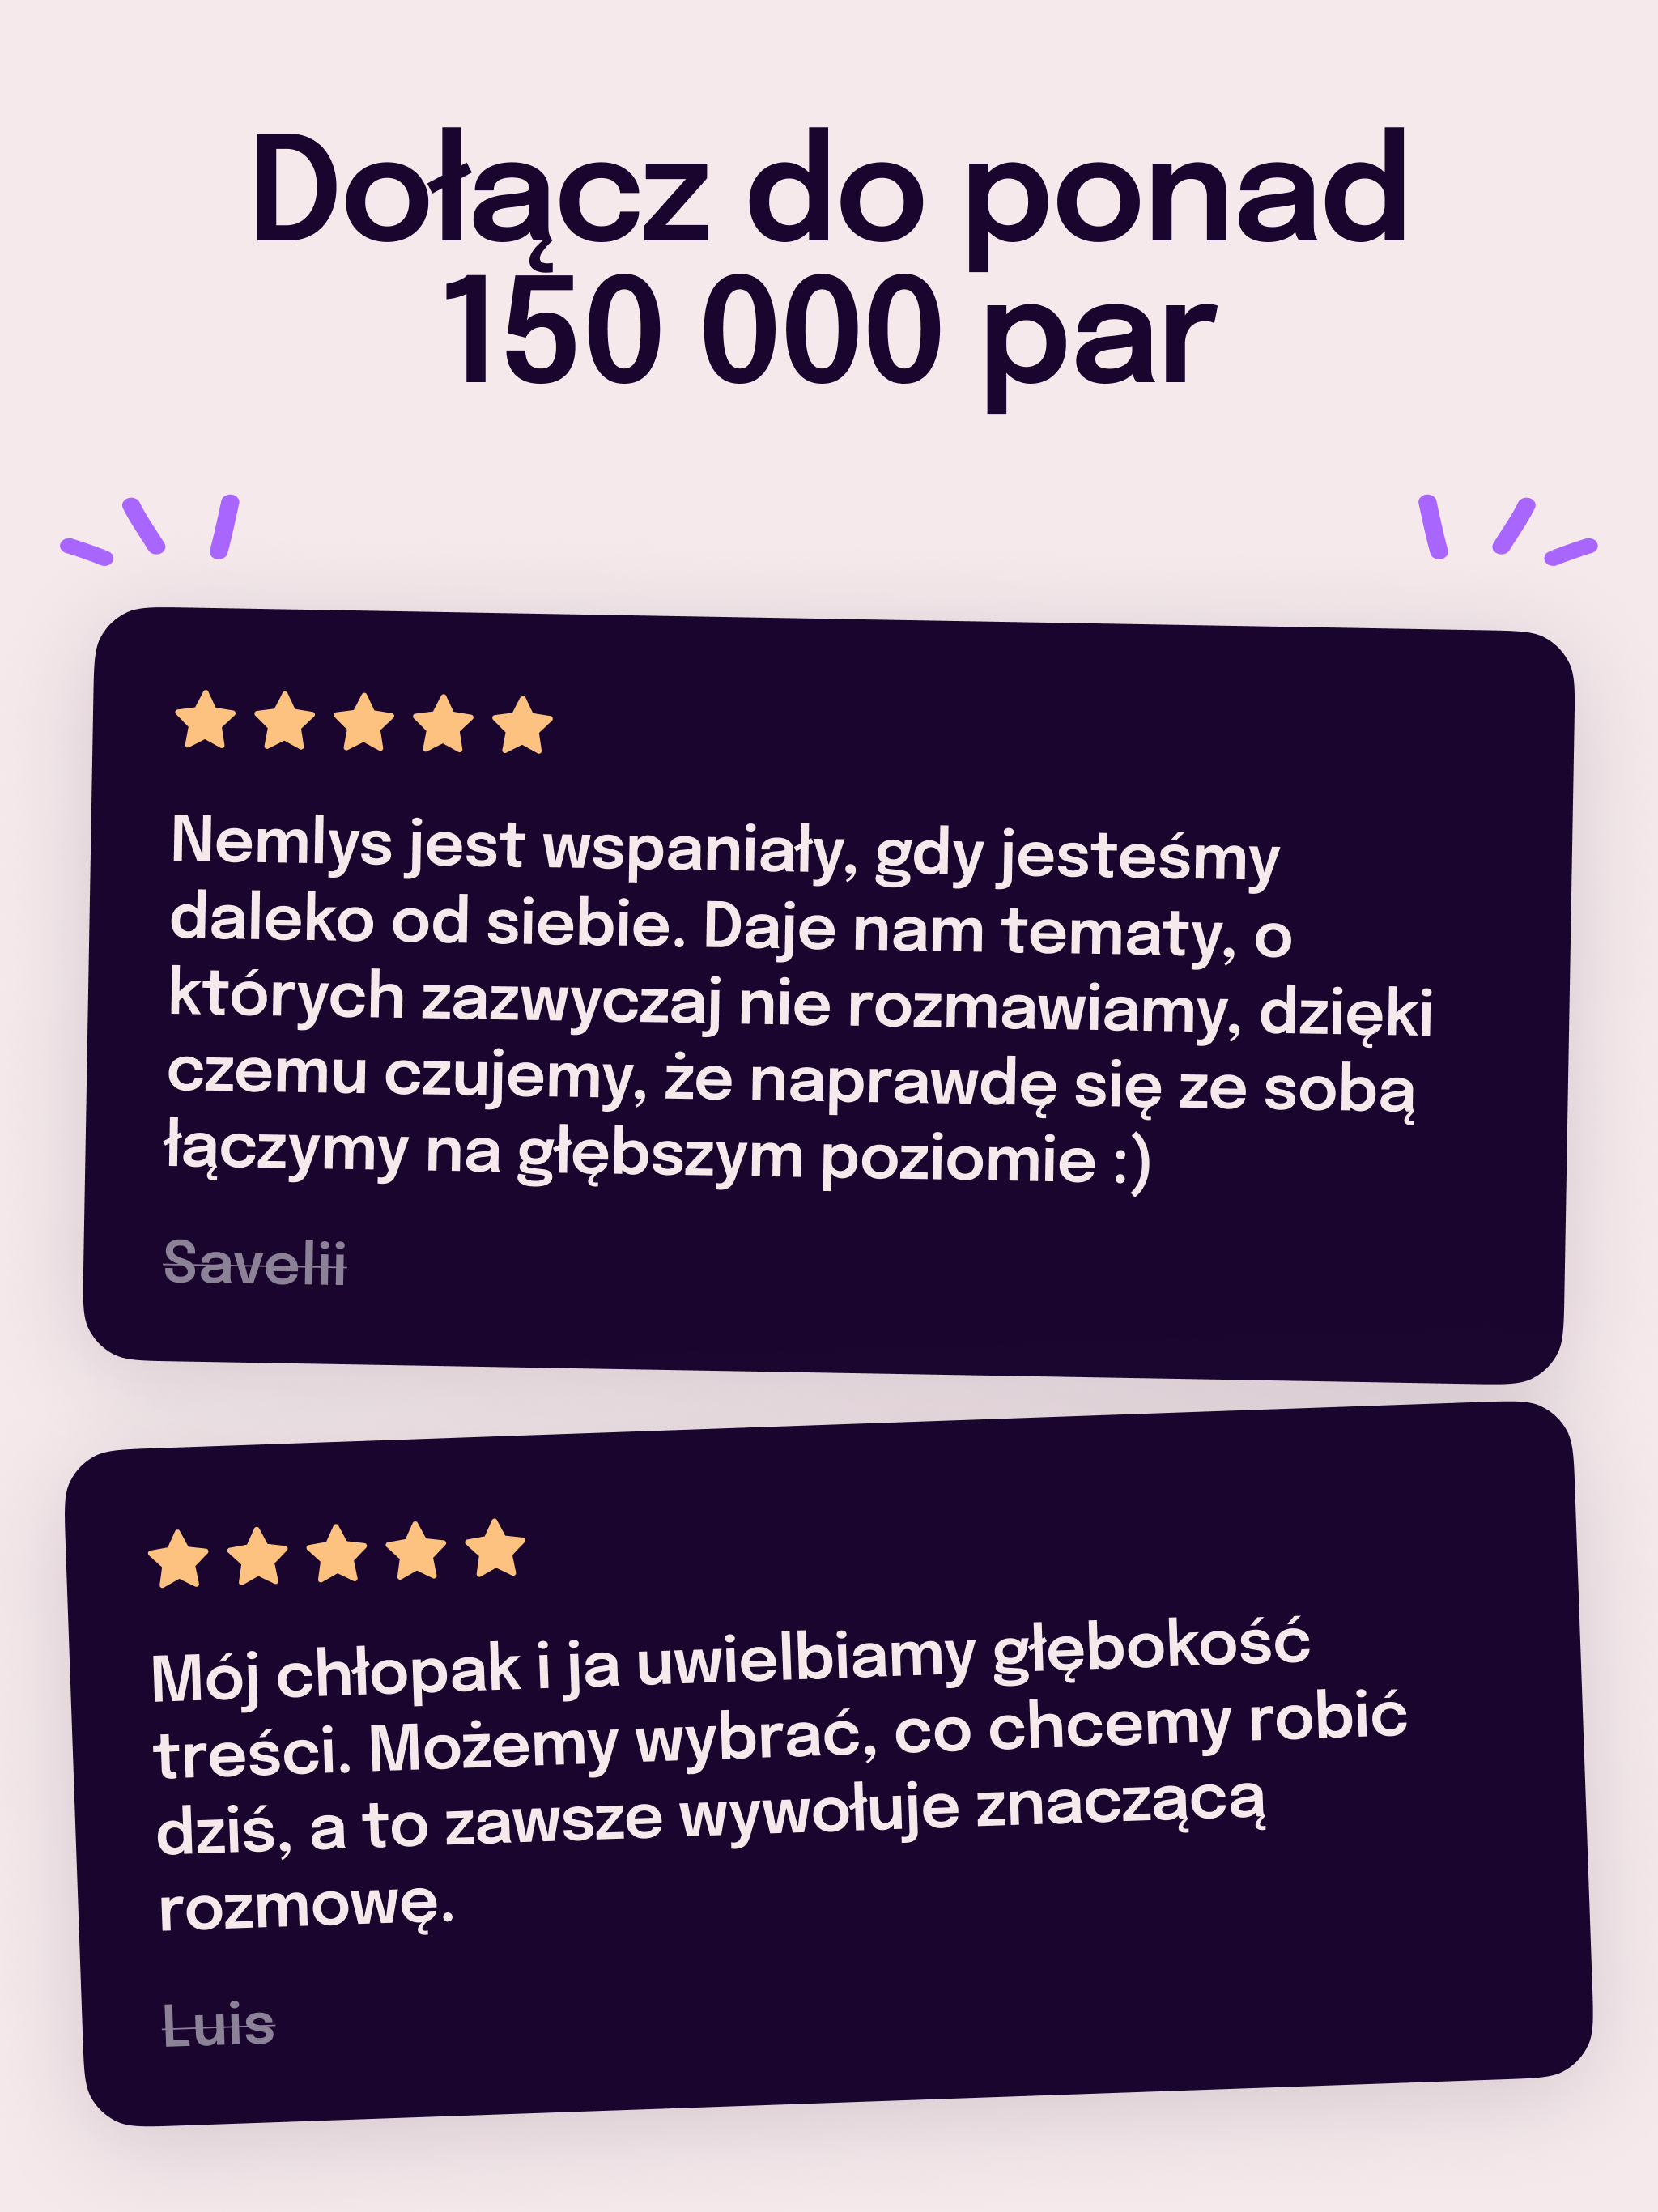 Dołącz do ponad
150 000 par
Nemlys jest wspaniały, gdy jesteśmy
daleko od siebie. Daje nam tematy, o
których zazwyczaj nie rozmawiamy, dzięki
czemu czujemy, że naprawdę się ze sobą
łączymy na głębszym poziomie :)
Savelii
Mój chłopak i ja uwielbiamy głębokość
treści. Możemy wybrać, co chcemy robić
dziś, a to zawsze wywołuje znaczącą
rozmowę.
Luis